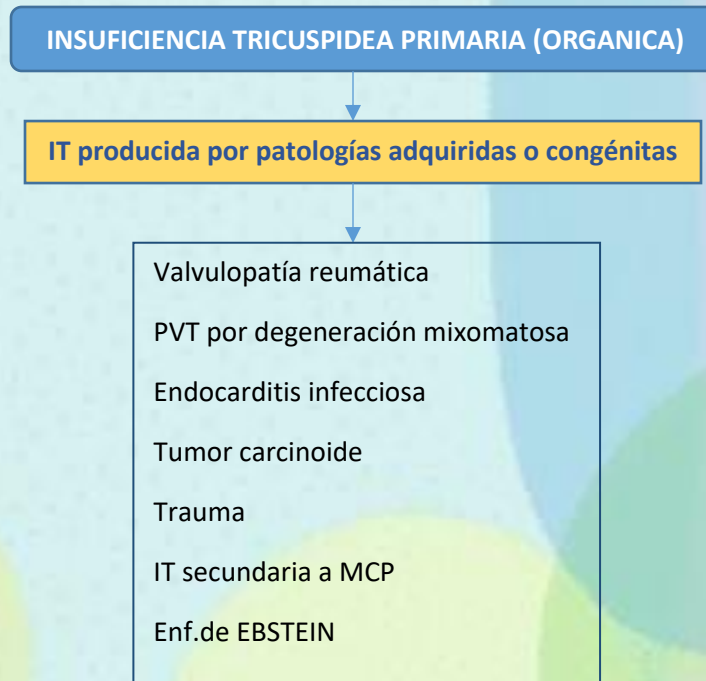 INSUFICIENCIA TRICUSPIDEA PRIMARIA (ORGANICA)
IT producida por patologías adquiridas o congénitas
Valvulopatía reumática
PVT por degeneración mixomatosa
Endocarditis infecciosa
Tumor carcinoide
Trauma
IT secundaria a MCP
Enf.de EBSTEIN